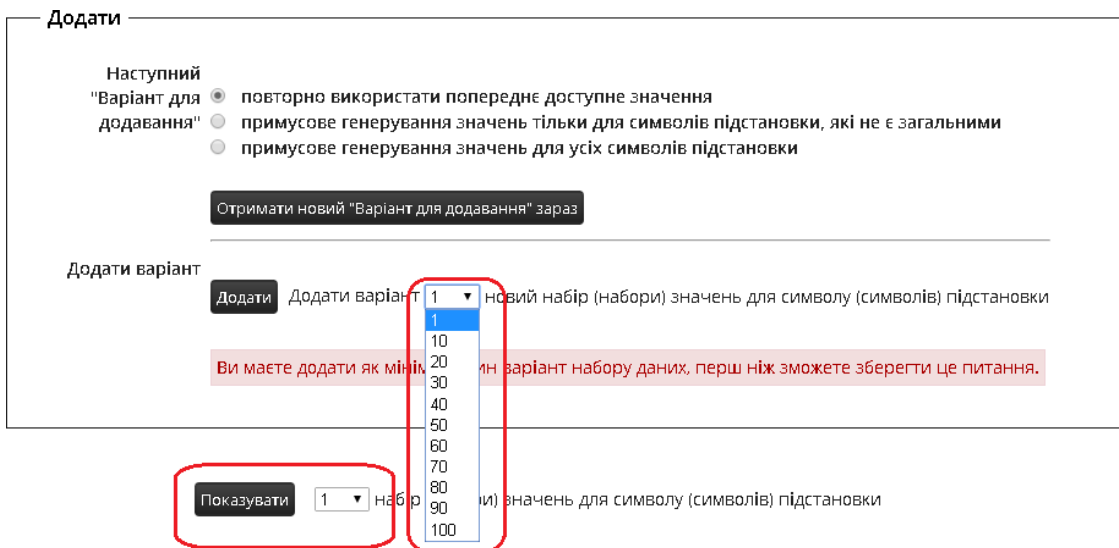 Додати
Наступний
"Варіант для
додавання"
повторно використати попереднє доступне значення
примусове генерування значень тільки для символів підстановки, які не є загальними
примусове генерування значень для усіх символів підстановки
Отримати новий "Варіант для додавання" зараз
Додати варіант
Додати Додати варіант 1 новий набір (набори) значень для символу (символів) підстановки
1
10
20
30
40
50
60
70
80
90
100
Ви маєте додати як варіант набору даних, перш ніж зможете зберегти це питання.
Показувати 1 значень для символу (символів) підстановки